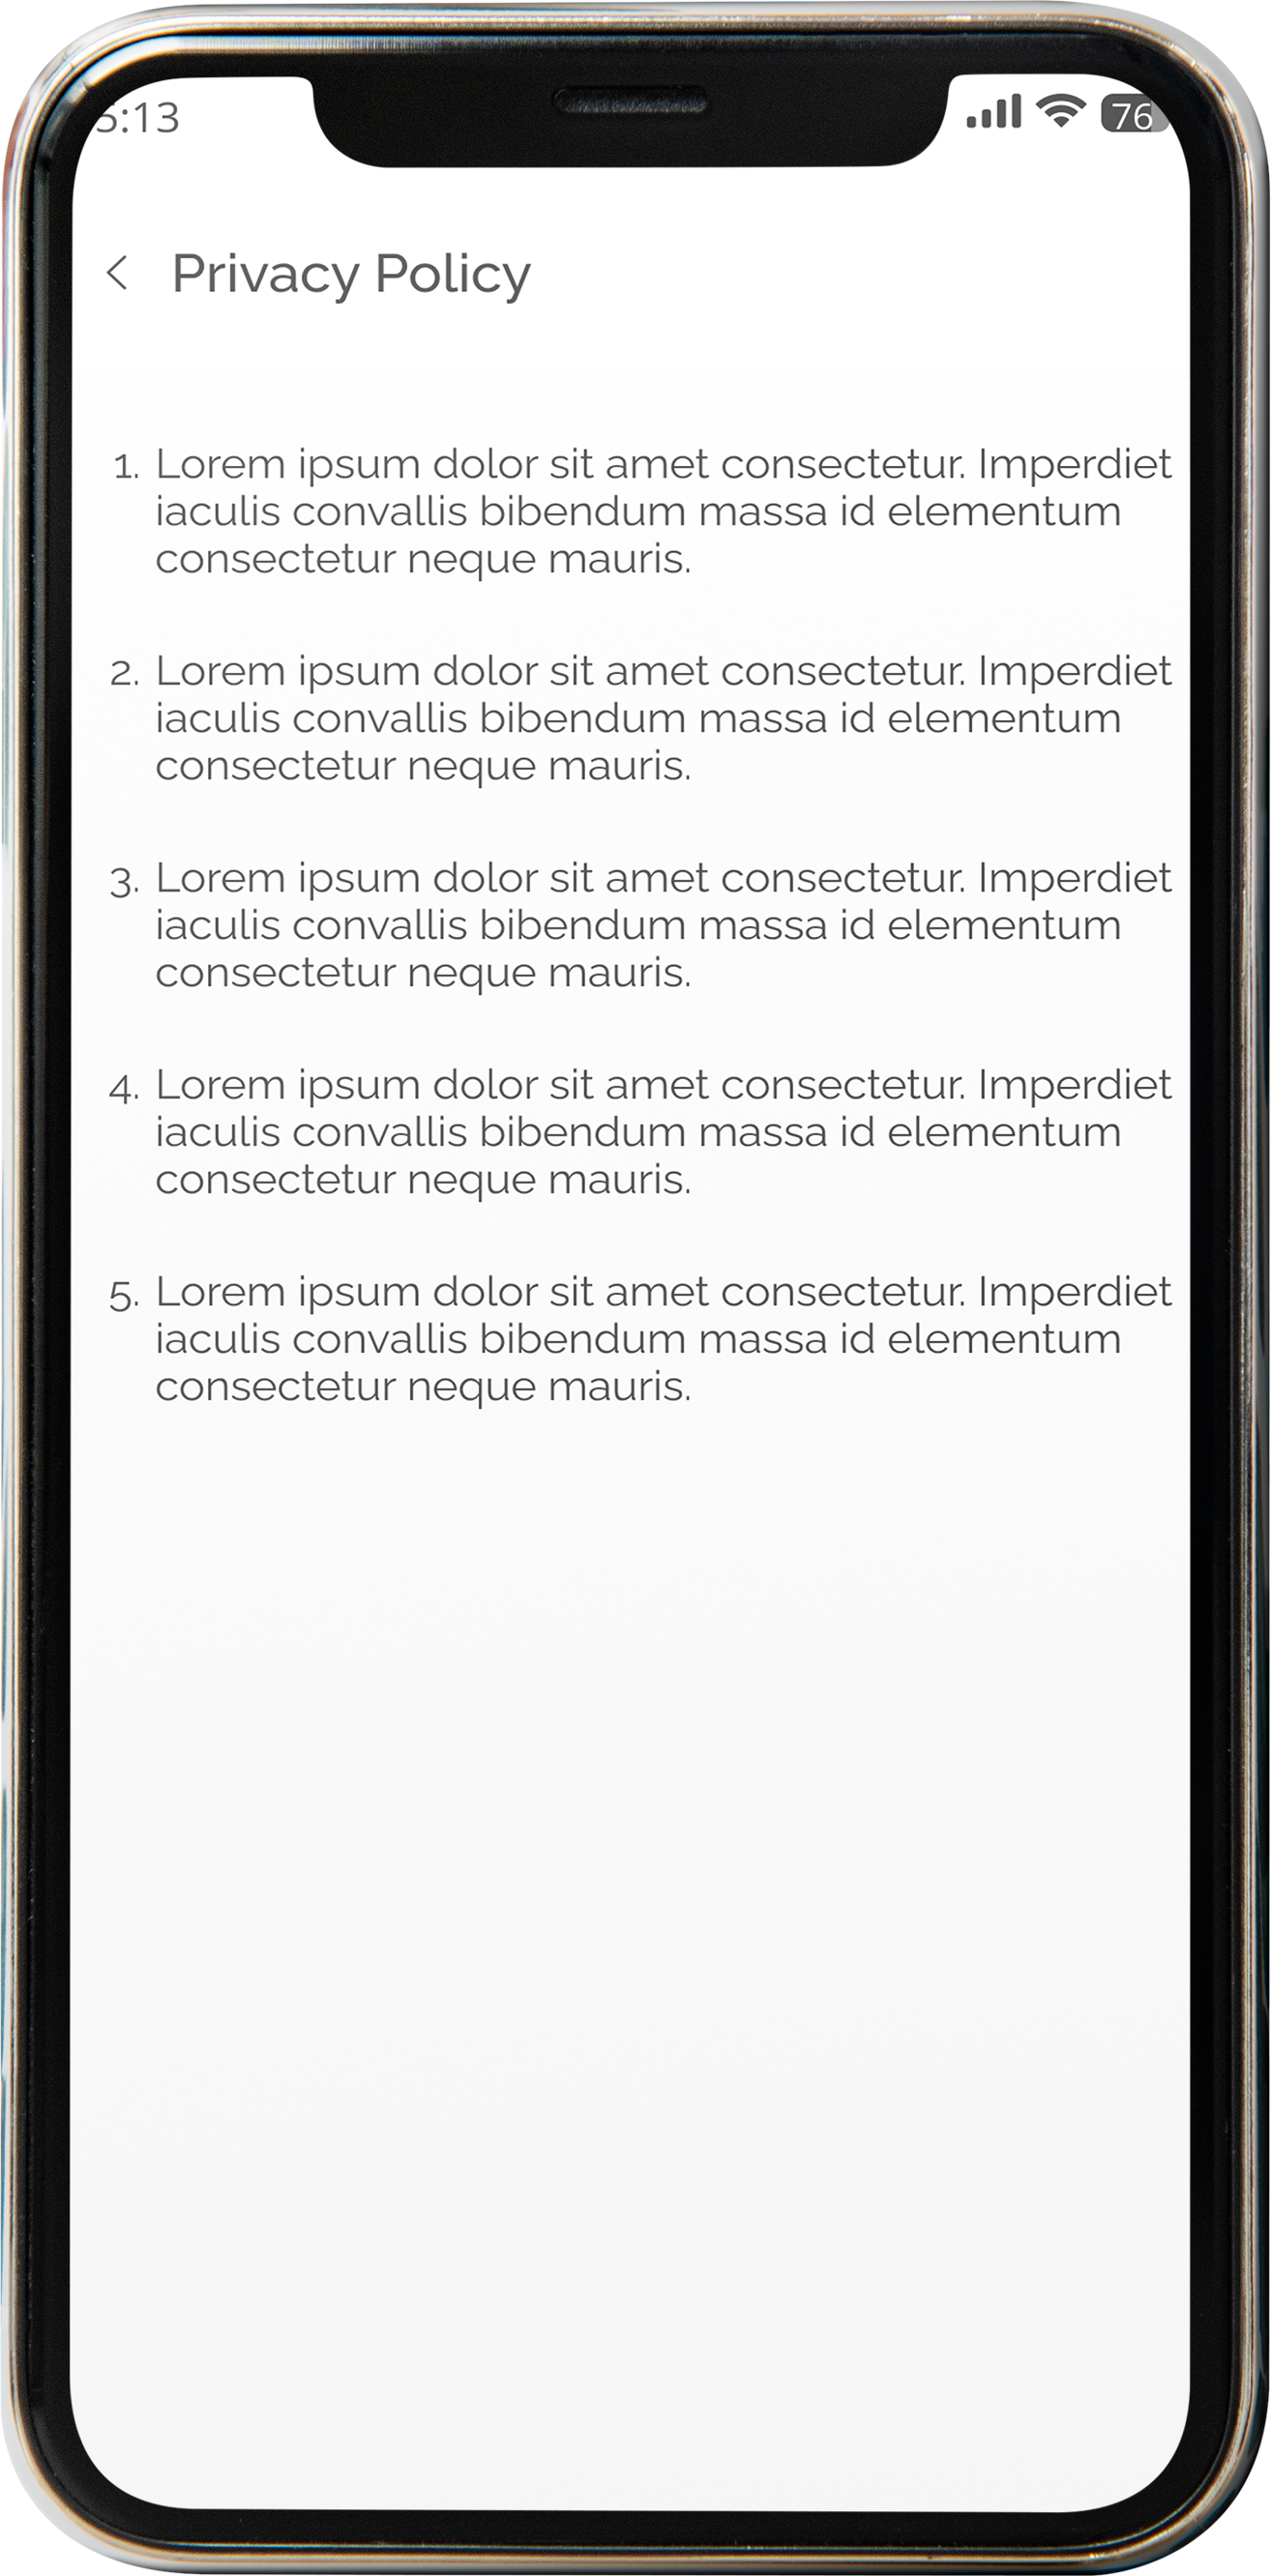 5:13
76
Privacy Policy
1. Lorem ipsum dolor sit amet consectetur. Imperdiet
iaculis convallis bibendum massa id elementum
consectetur neque mauris.
2. Lorem ipsum dolor sit amet consectetur. Imperdiet
iaculis convallis bibendum massa id elementum
consectetur neque mauris.
3. Lorem ipsum dolor sit amet consectetur. Imperdiet
iaculis convallis bibendum massa id elementum
consectetur neque mauris.
4. Lorem ipsum dolor sit amet consectetur. Imperdiet
iaculis convallis bibendum massa id elementum
consectetur neque mauris.
5. Lorem ipsum dolor sit amet consectetur. Imperdiet
iaculis convallis bibendum massa id elementum
consectetur neque mauris.